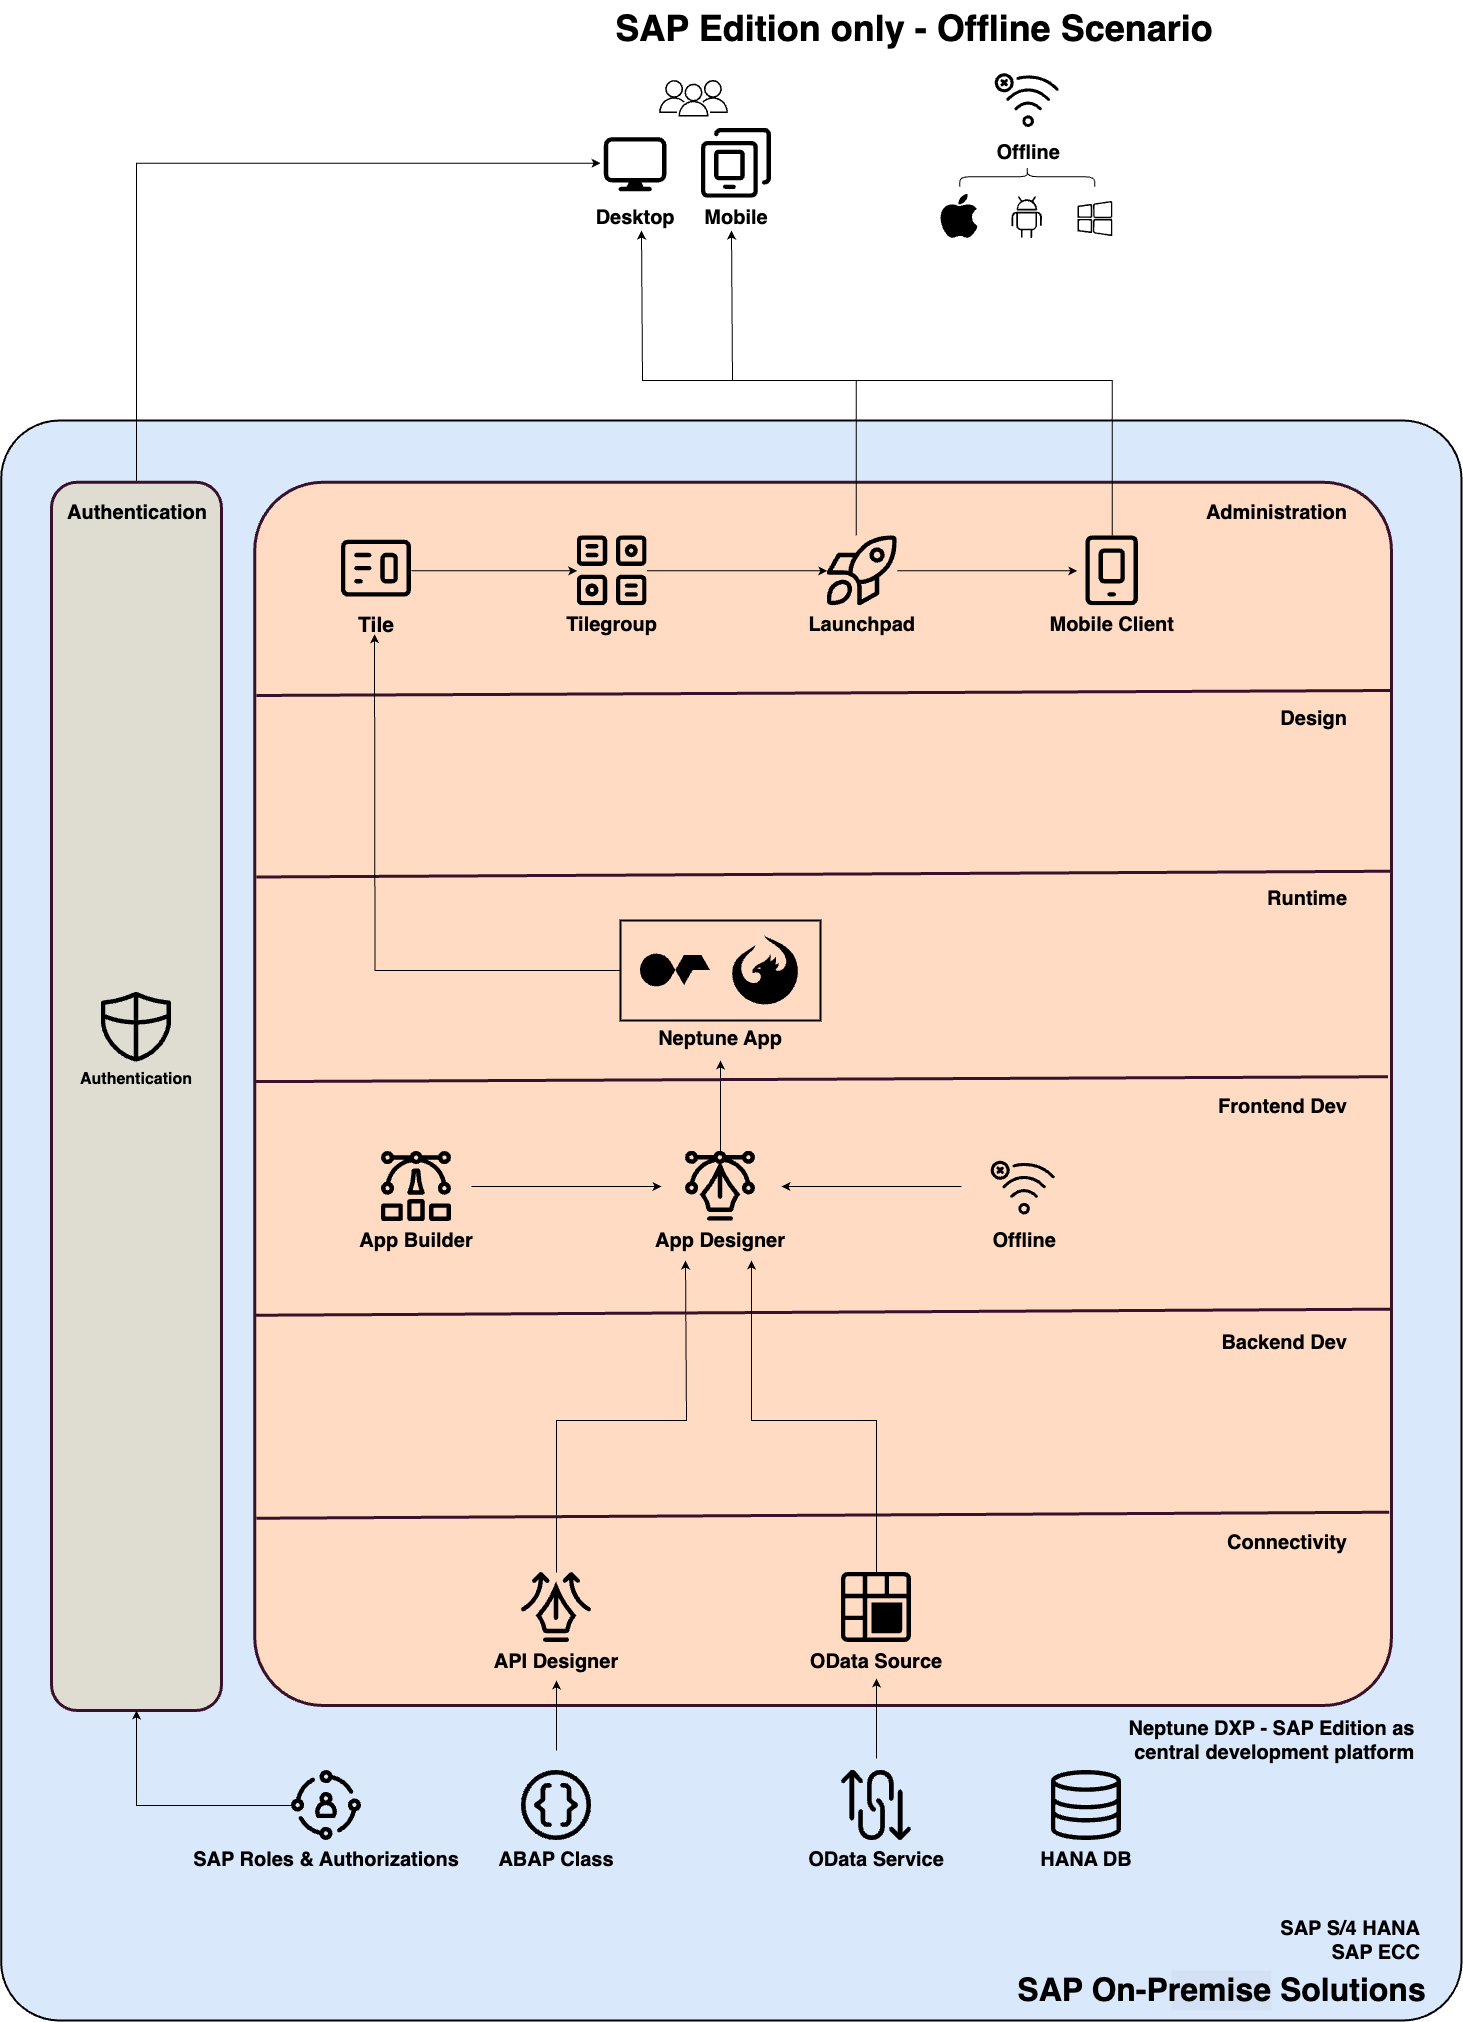 SAP Edition only - Offline Scenario
Offline
Desktop
Mobile
Authentication
Administration
Tile
Tilegroup
Launchpad
Mobile Client
Design
Runtime
Neptune App
Authentication
Frontend Dev
App Builder
App Designer
Offline
Backend Dev
Connectivity
API Designer
OData Source
Neptune DXP - SAP Edition as
central development platform
SAP Roles & Authorizations
ABAP Class
OData Service
HANA DB
SAP S/4 HANA
SAP ECC
SAP On-Premise Solutions